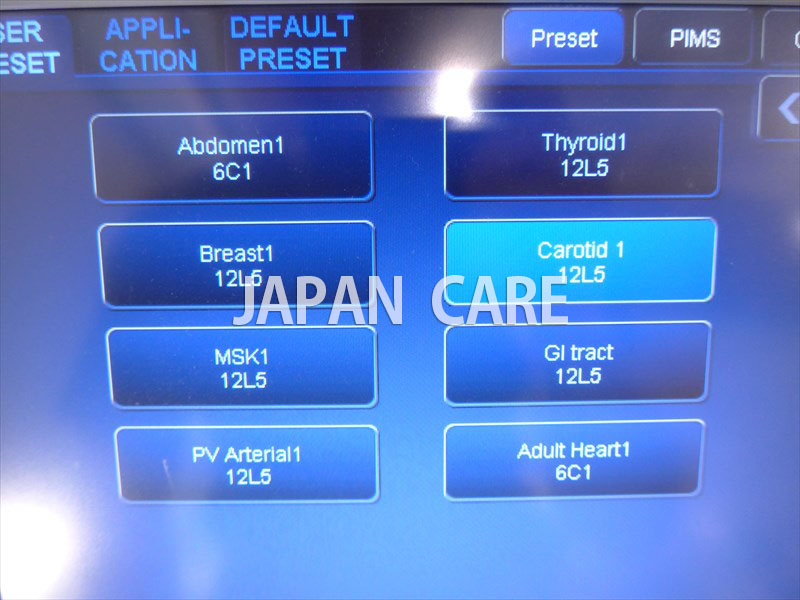 SER
ESET
APPLI-
CATION
DEFAULT
PRESET
Preset
PIMS
Abdomen1
6C1
Thyroid1
12L5
Breast1
12L5
Carotid 1
12L5
JAPAN CARE
MSK1
12L5
GI tract
12L5
PV Arterial1
12L5
Adult Heart1
6C1